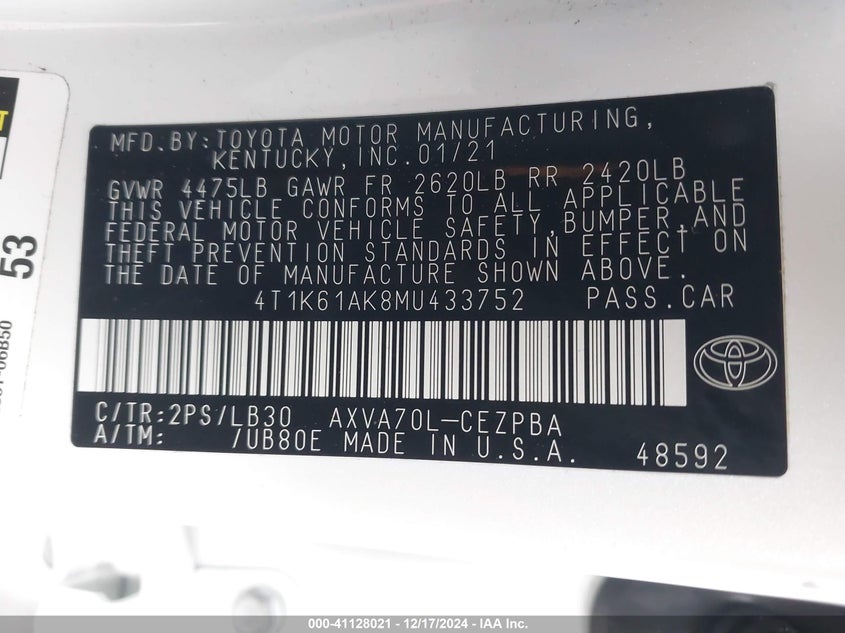 MFD. BY: TOYOTA MOTOR MANUFACTURING,
KENTUCKY, INC. 01/21
GVWR 4475LB GAWR FR 2620LB RR 2420LB
THIS VEHICLE CONFORMS TO ALL APPLICABLE
FEDERAL MOTOR VEHICLE SAFETY, BUMPER, AND
THEFT PREVENTION STANDARDS IN EFFECT ON
THE DATE OF MANUFACTURE SHOWN ABOVE.
4T1K61AK8MU433752 PASS.CAR
C/TR:2PS/LB30 AXVA70L-CEZPBA
A/TM: /UB80E MADE IN U.S.A. 48592
53
06B50
000-41128021 - 12/17/2024 - IAA Inc.